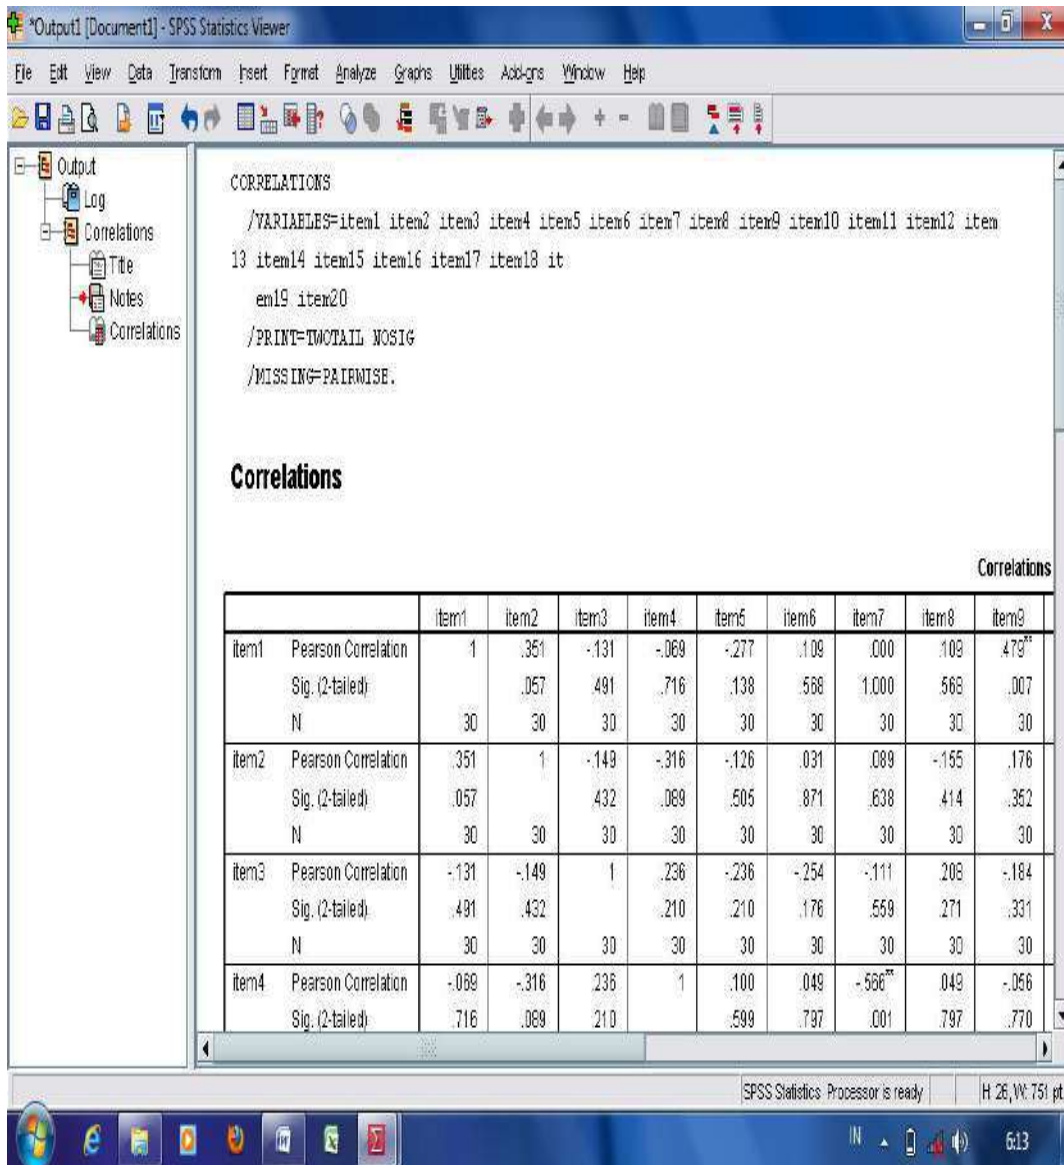 *Output1 [Document1] - SPSS Statistics Viewer
File Edit View Data Transform Insert Format Analyze Graphs Utilities Add-ons Window Help
Output
Log
Correlations
Title
Notes
Correlations
CORRELATIONS
/VARIABLES=item1 item2 item3 item4 item5 item6 item7 item8 item9 item10 item11 item12 item
13 item14 item15 item16 item17 item18 it
em19 item20
/PRINT=TWOTAIL NOSIG
/MISSING=PAIRWISE.
Correlations
Correlations
item1 item2 item3 item4 item5 item6 item7 item8 item9
item1 Pearson Correlation 1 .351 -.131 -.069 -.277 .109 .000 .109 .479**
Sig. (2-tailed) .057 .491 .716 .138 .568 1.000 .568 .007
N 30 30 30 30 30 30 30 30 30
item2 Pearson Correlation .351 1 -.149 -.316 -.126 .031 .089 -.155 .176
Sig. (2-tailed) .057 .432 .089 .505 .871 .638 .414 .352
N 30 30 30 30 30 30 30 30 30
item3 Pearson Correlation -.131 -.149 1 .236 -.236 -.254 -.111 .208 -.184
Sig. (2-tailed) .491 .432 .210 .210 .176 .559 .271 .331
N 30 30 30 30 30 30 30 30 30
item4 Pearson Correlation -.069 -.316 .236 1 .100 .049 -.566** .049 -.056
Sig. (2-tailed) .716 .089 .210 .599 .797 .001 .797 .770
SPSS Statistics Processor is ready H: 26, W: 751 pt
IN 6:13